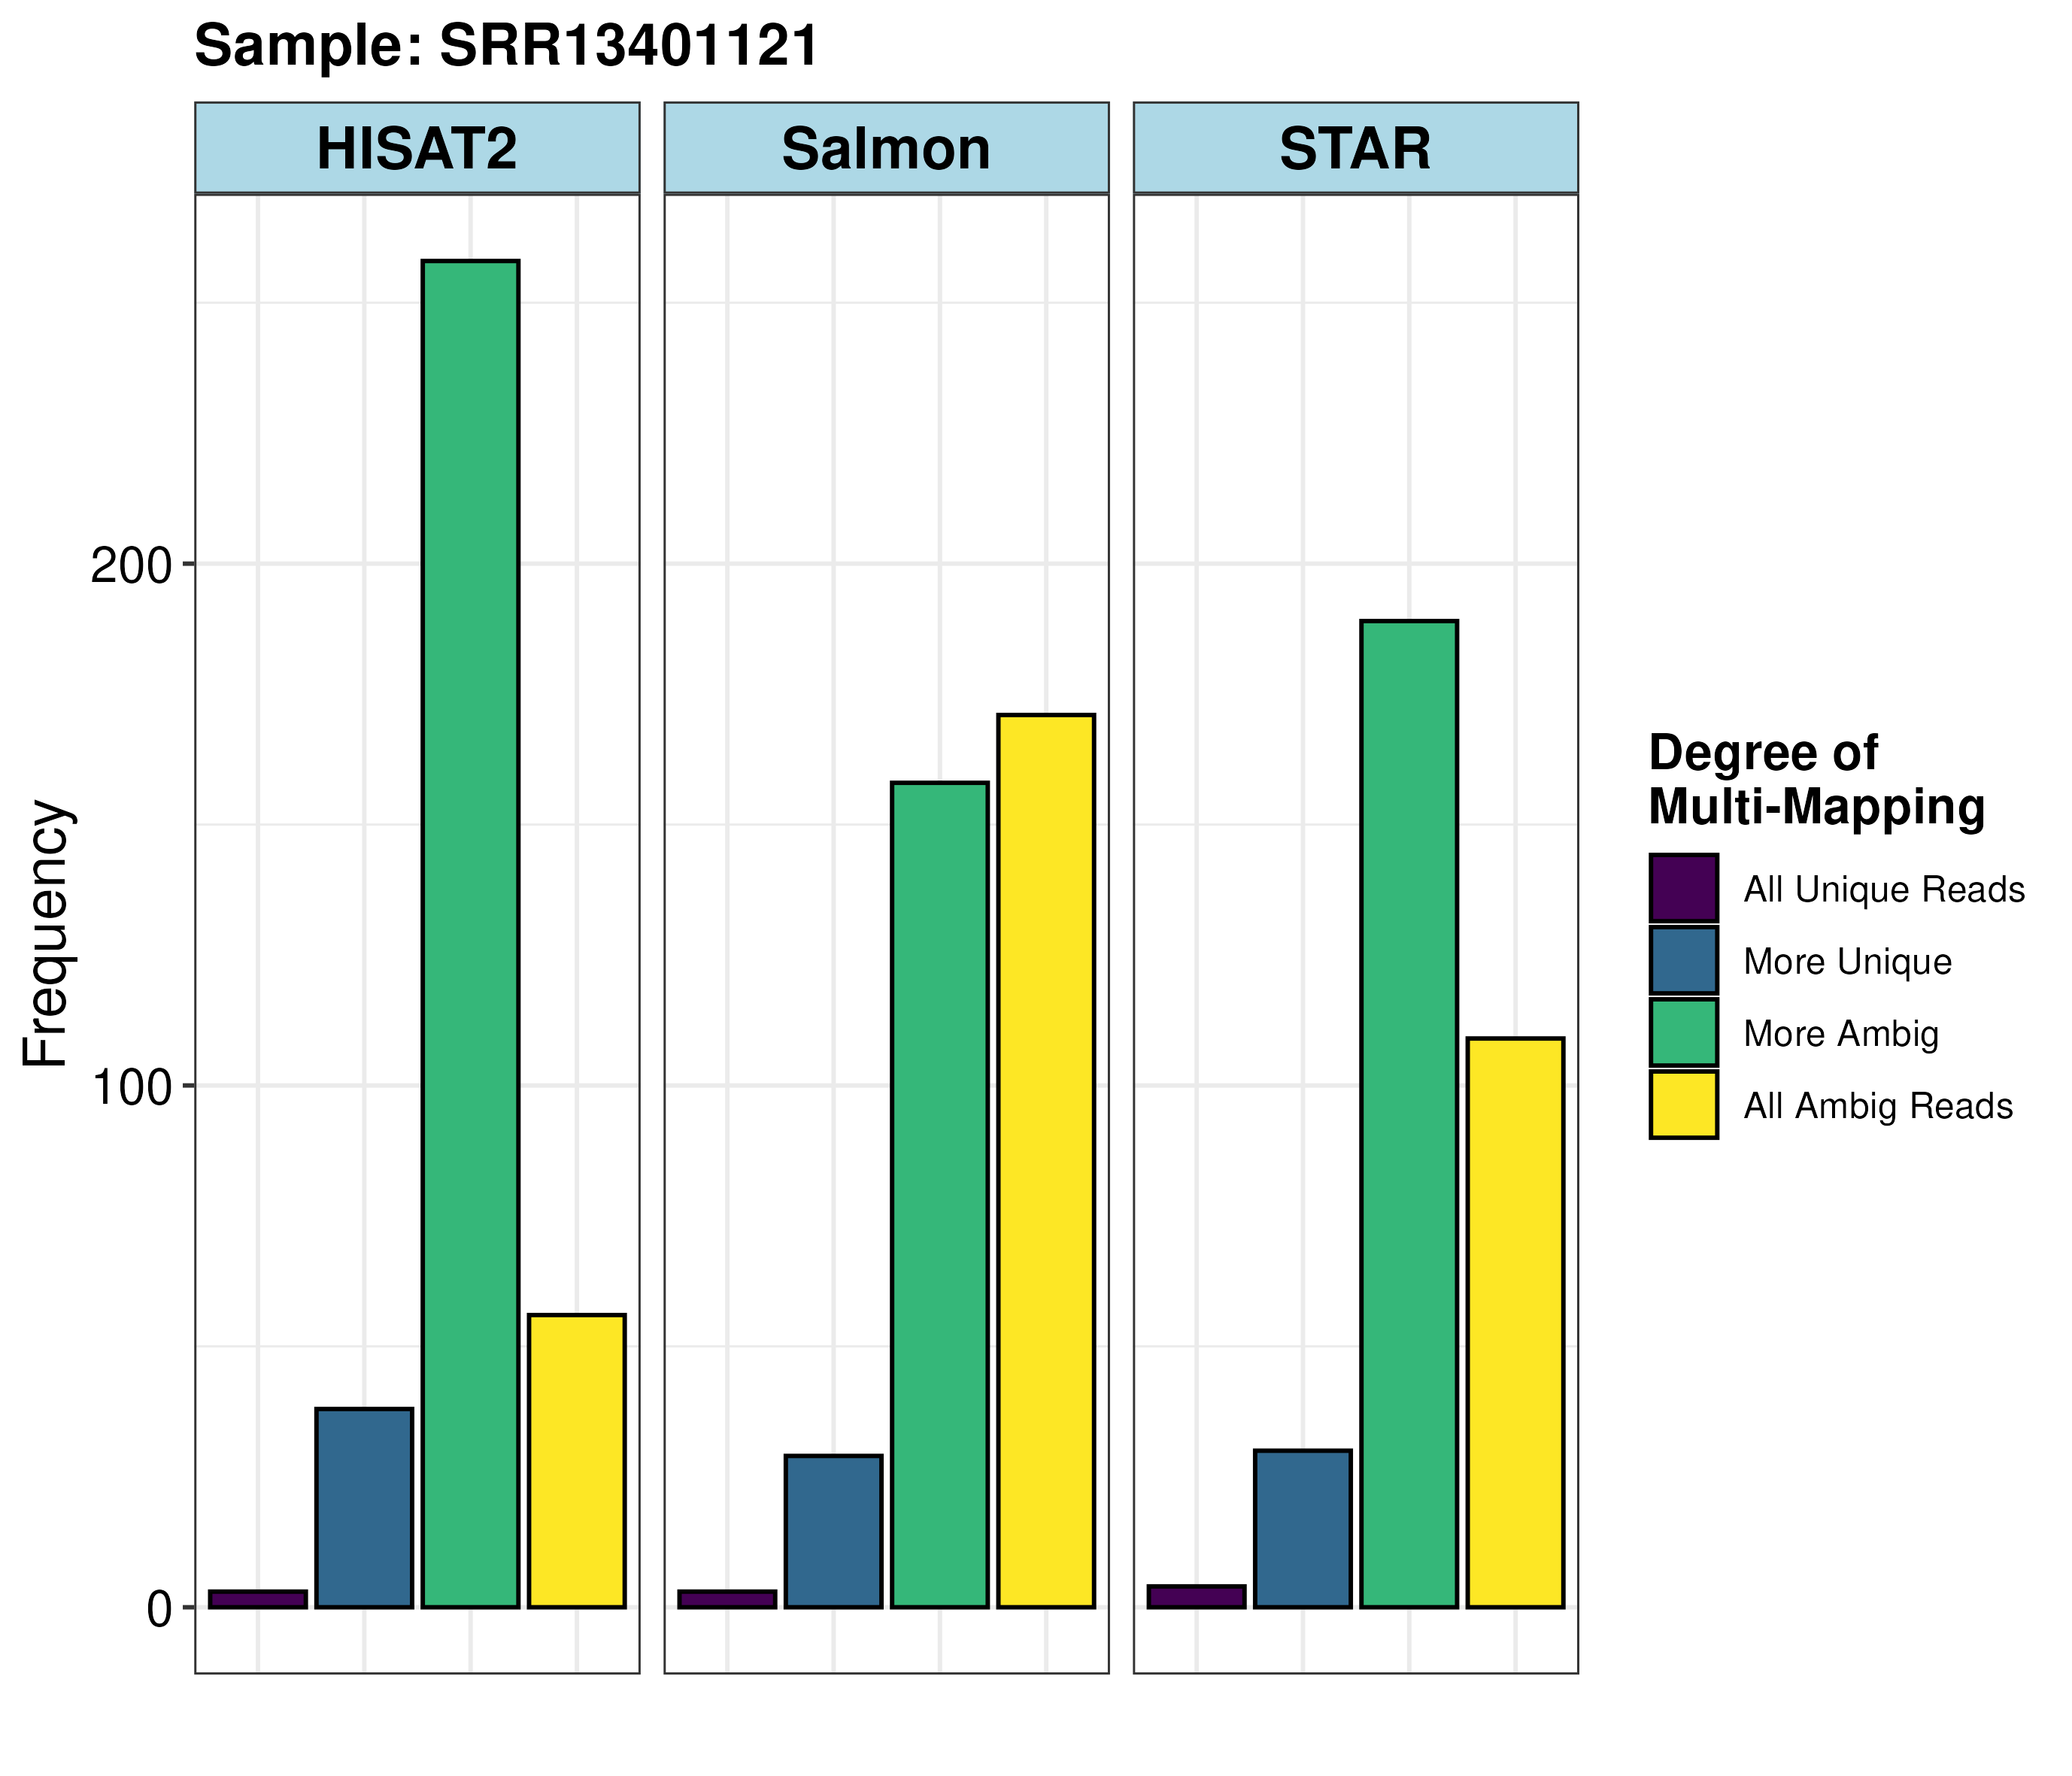 Sample: SRR13401121
HISAT2
Salmon
STAR
Frequency
200
100
0
Degree of
Multi-Mapping
All Unique Reads
More Unique
More Ambig
All Ambig Reads